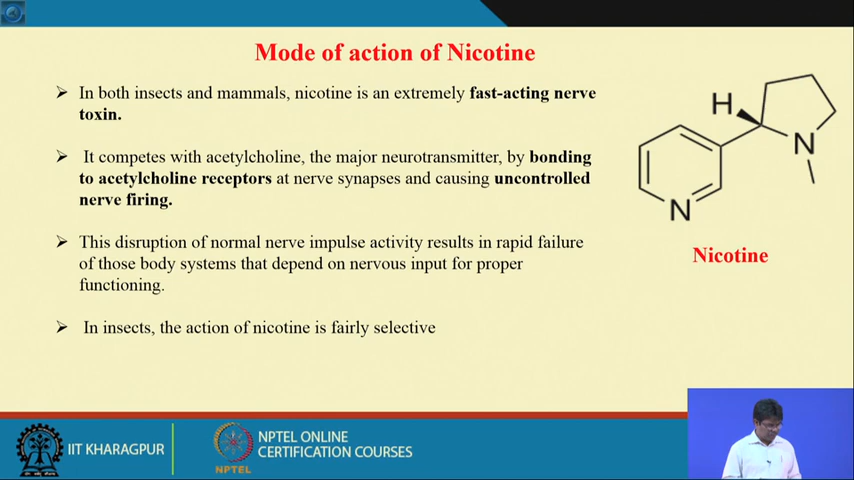 Mode of action of Nicotine
In both insects and mammals, nicotine is an extremely fast-acting nerve
toxin.
It competes with acetylcholine, the major neurotransmitter, by bonding
to acetylcholine receptors at nerve synapses and causing uncontrolled
nerve firing.
This disruption of normal nerve impulse activity results in rapid failure
of those body systems that depend on nervous input for proper
functioning.
In insects, the action of nicotine is fairly selective
H
N
N
Nicotine
IIT KHARAGPUR
NPTEL
NPTEL ONLINE
CERTIFICATION COURSES